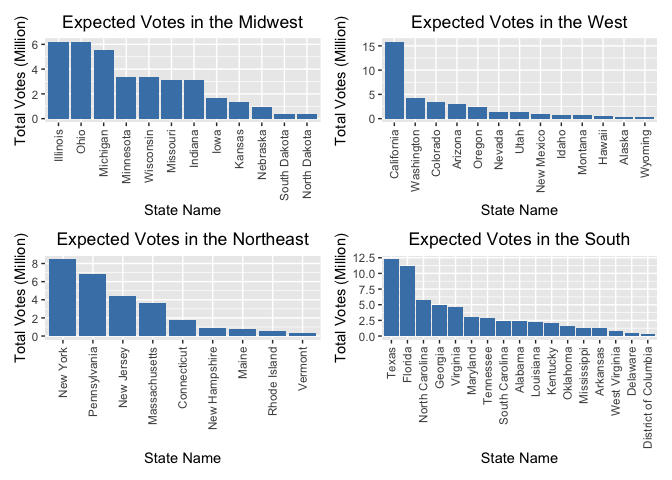 Expected Votes in the Midwest
Total Votes (Million)
6
4
2
0
Illinois
Ohio
Michigan
Minnesota
Wisconsin
Missouri
Indiana
Iowa
Kansas
Nebraska
South Dakota
North Dakota
State Name
Expected Votes in the West
Total Votes (Million)
15
10
5
0
California
Washington
Colorado
Arizona
Oregon
Nevada
Utah
New Mexico
Idaho
Montana
Hawaii
Alaska
Wyoming
State Name
Expected Votes in the Northeast
Total Votes (Million)
8
6
4
2
0
New York
Pennsylvania
New Jersey
Massachusetts
Connecticut
New Hampshire
Maine
Rhode Island
Vermont
State Name
Expected Votes in the South
Total Votes (Million)
12.5
10.0
7.5
5.0
2.5
0.0
Texas
Florida
North Carolina
Georgia
Virginia
Maryland
Tennessee
South Carolina
Alabama
Louisiana
Kentucky
Oklahoma
Mississippi
Arkansas
West Virginia
Delaware
District of Columbia
State Name